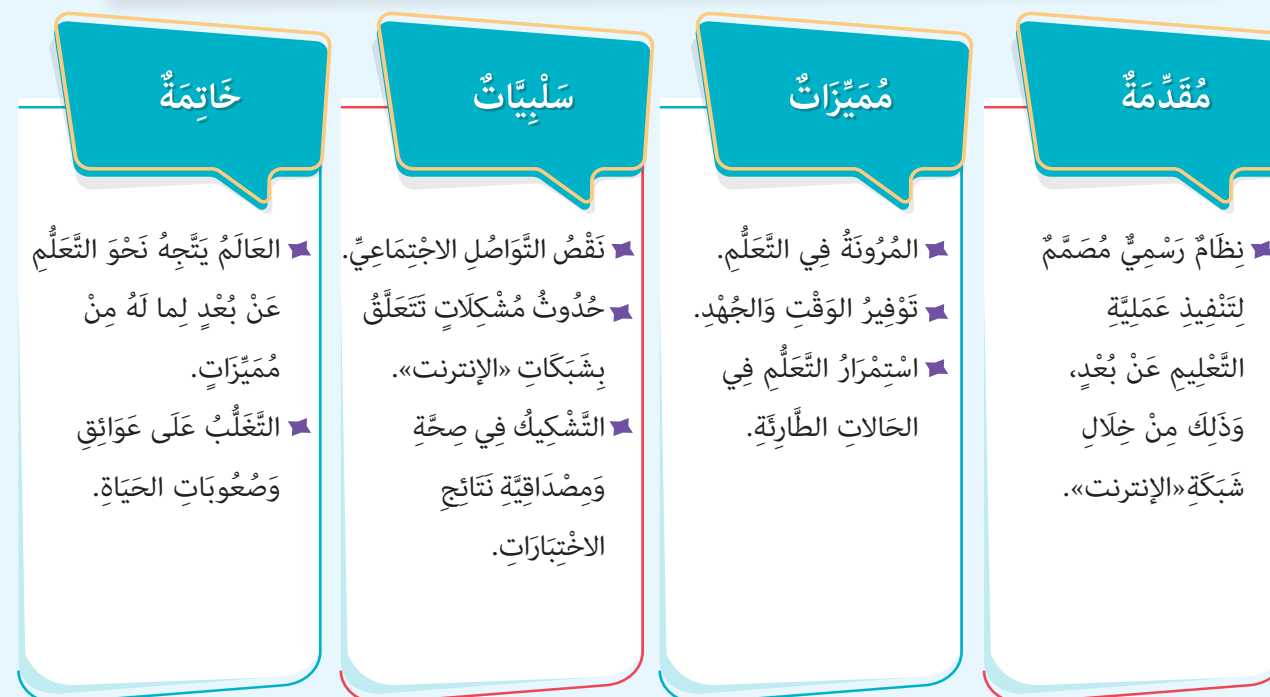 مُقَدِّمَةٌ
نِظَامٌ رَسْمِيٌّ مُصَمَّمٌ
لِتَنْفِيذِ عَمَلِيَّةِ
التَّعْلِيمِ عَنْ بُعْدٍ،
وَذَلِكَ مِنْ خِلَالِ
شَبَكَةِ«الإنترنت».
مُمَيِّزَاتٌ
المُرُونَةُ فِي التَّعَلُّمِ.
تَوْفِيرُ الوَقْتِ وَالجُهْدِ.
اسْتِمْرَارُ التَّعَلُّمِ فِي
الحَالاتِ الطَّارِئَةِ.
سَلْبِيَّاتٌ
نَقْصُ التَّوَاصُلِ الاجْتِمَاعِيِّ.
حُدُوثُ مُشْكِلَاتٍ تَتَعَلَّقُ
بِشَبَكَاتِ «الإنترنت».
التَّشْكِيكُ فِي صِحَّةِ
وَمِصْدَاقِيَّةِ نَتَائِجِ
الاخْتِبَارَاتِ.
خَاتِمَةٌ
العَالَمُ يَتَّجِهُ نَحْوَ التَّعَلُّمِ
عَنْ بُعْدٍ لِما لَهُ مِنْ
مُمَيِّزَاتٍ.
التَّغَلُّبُ عَلَى عَوَائِقِ
وَصُعُوبَاتِ الحَيَاةِ.